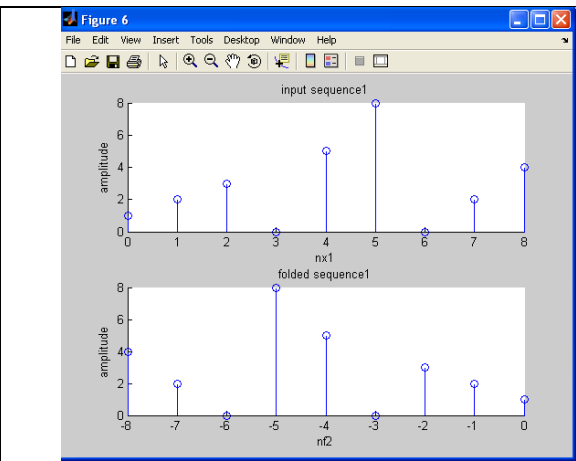 Figure 6
File Edit View Insert Tools Desktop Window Help
input sequence1
8
6
4
2
0
amplitude
0 1 2 3 4 5 6 7 8
nx1
folded sequence1
8
6
4
2
0
amplitude
-8 -7 -6 -5 -4 -3 -2 -1 0
nf2